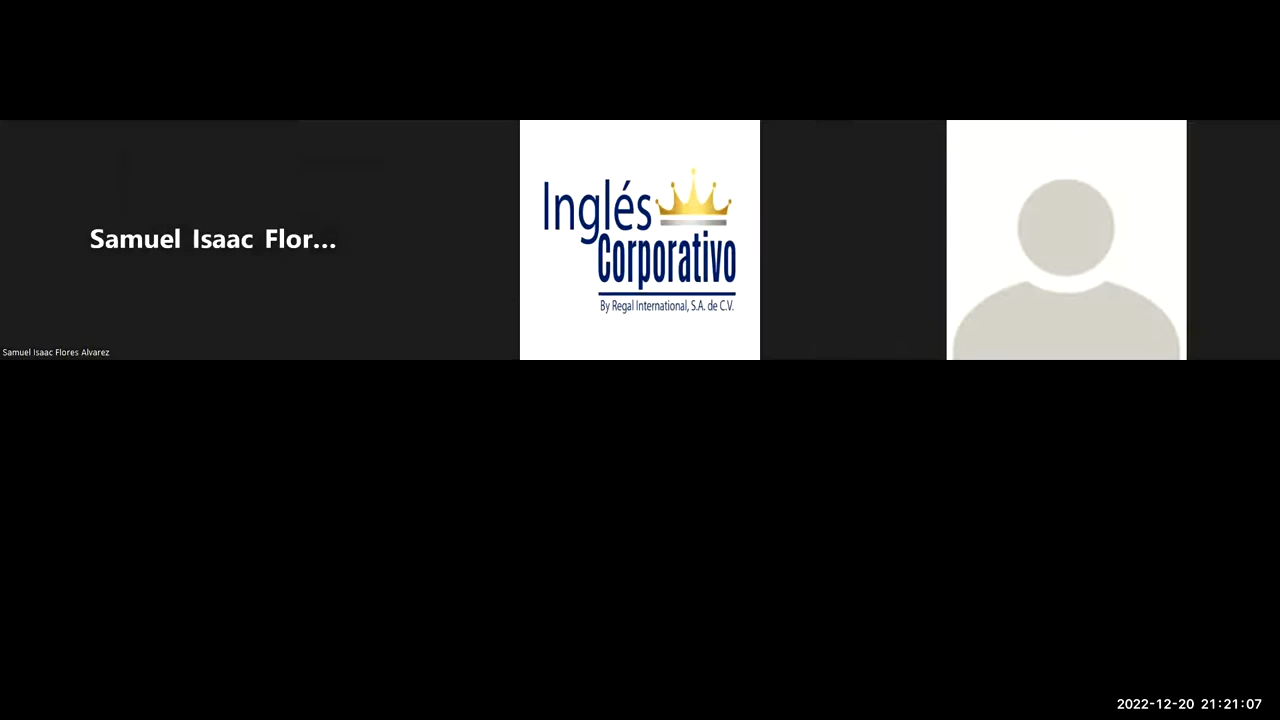 Samuel Isaac Flor...
Samuel Isaac Flores Alvarez
Inglés
Corporativo
By Regal International, S.A. de C.V.
2022-12-20 21:21:07